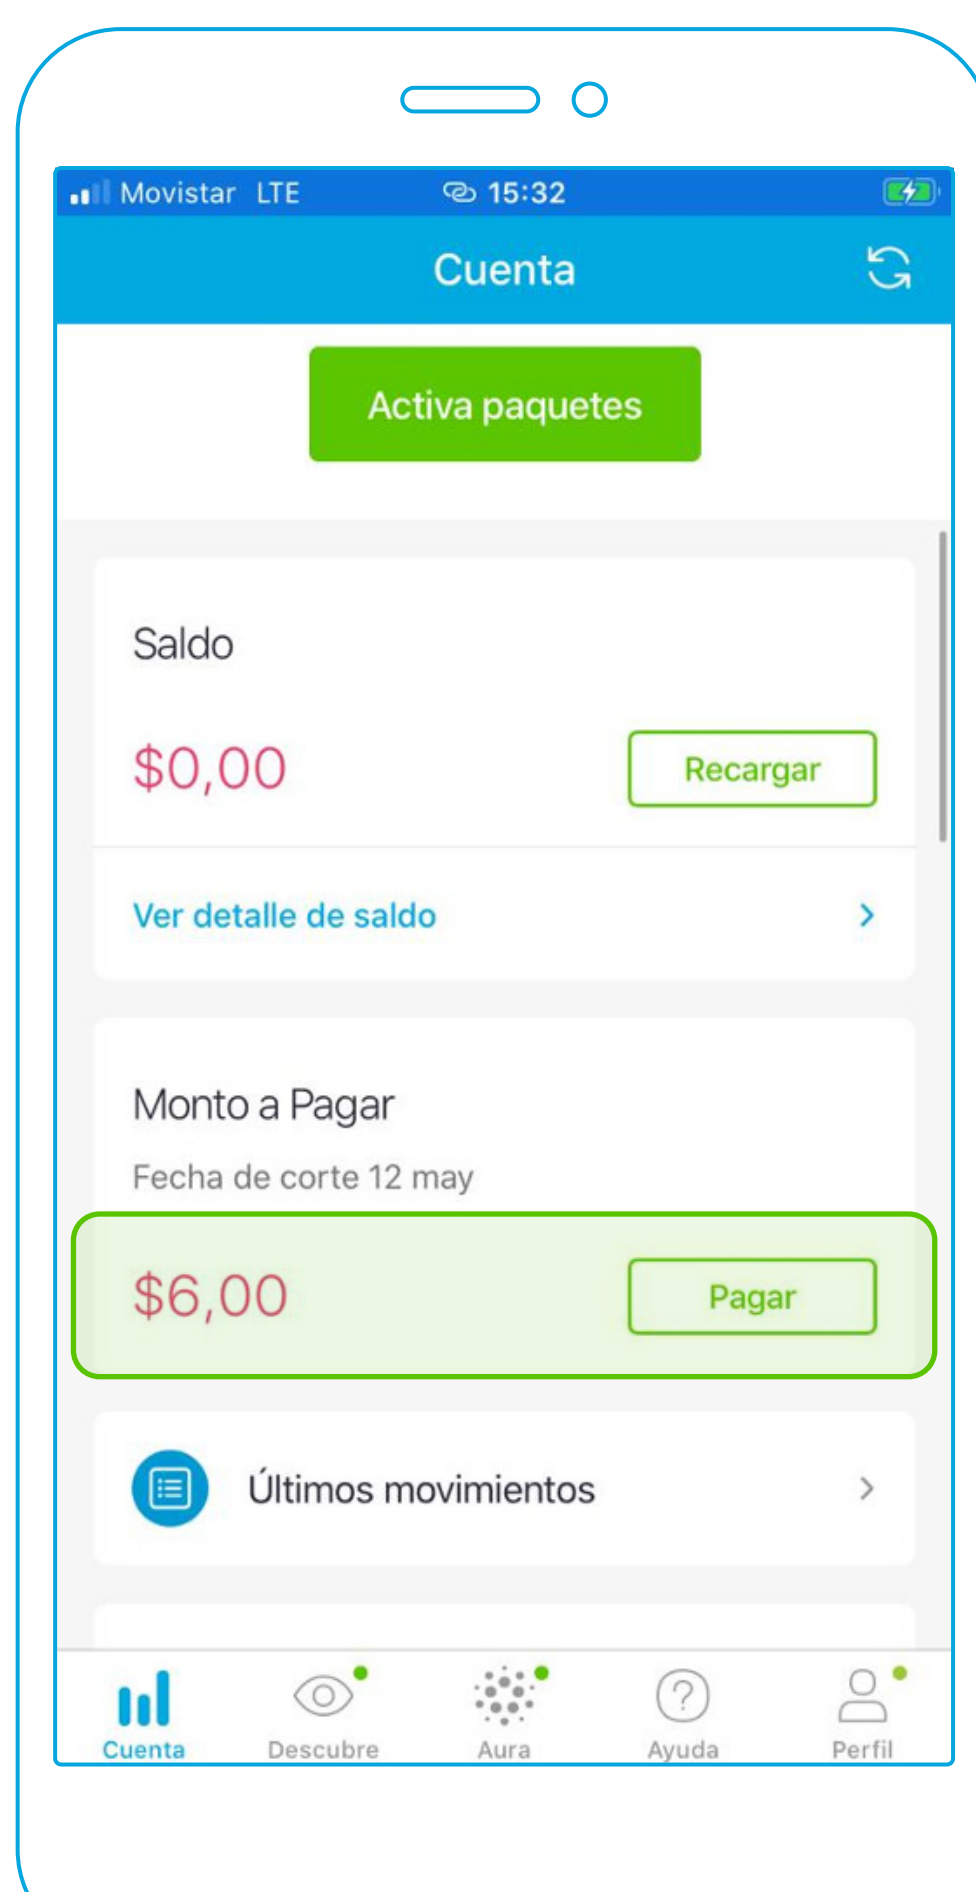 Movistar LTE 15:32
Cuenta
Activa paquetes
Saldo
$0,00 Recargar
Ver detalle de saldo
Monto a Pagar
Fecha de corte 12 may
$6,00 Pagar
Últimos movimientos
Cuenta Descubre Aura Ayuda Perfil